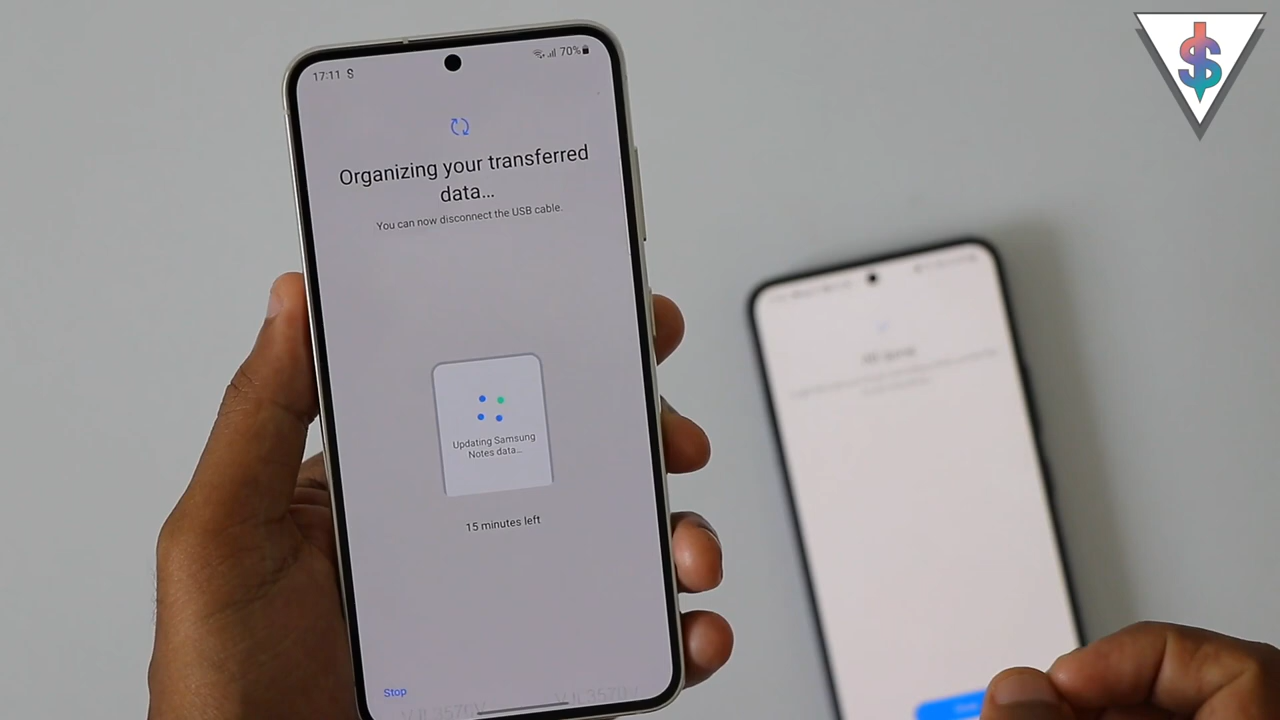 17:11 S
70%
Organizing your transferred
data...
You can now disconnect the USB cable.
Updating Samsung
Notes data...
15 minutes left
Stop
$